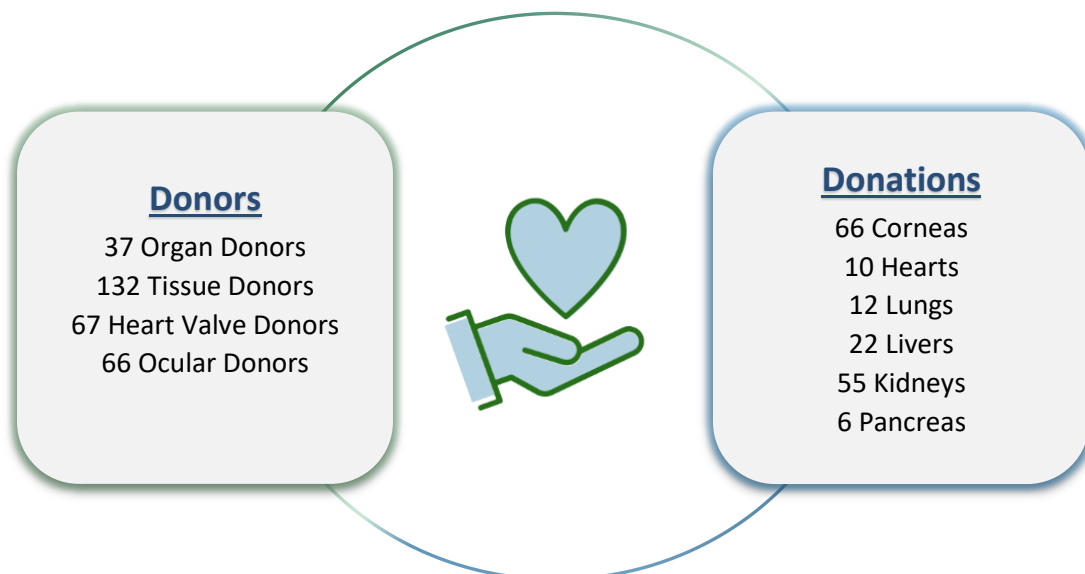 Donors
37 Organ Donors
132 Tissue Donors
67 Heart Valve Donors
66 Ocular Donors
Donations
66 Corneas
10 Hearts
12 Lungs
22 Livers
55 Kidneys
6 Pancreas